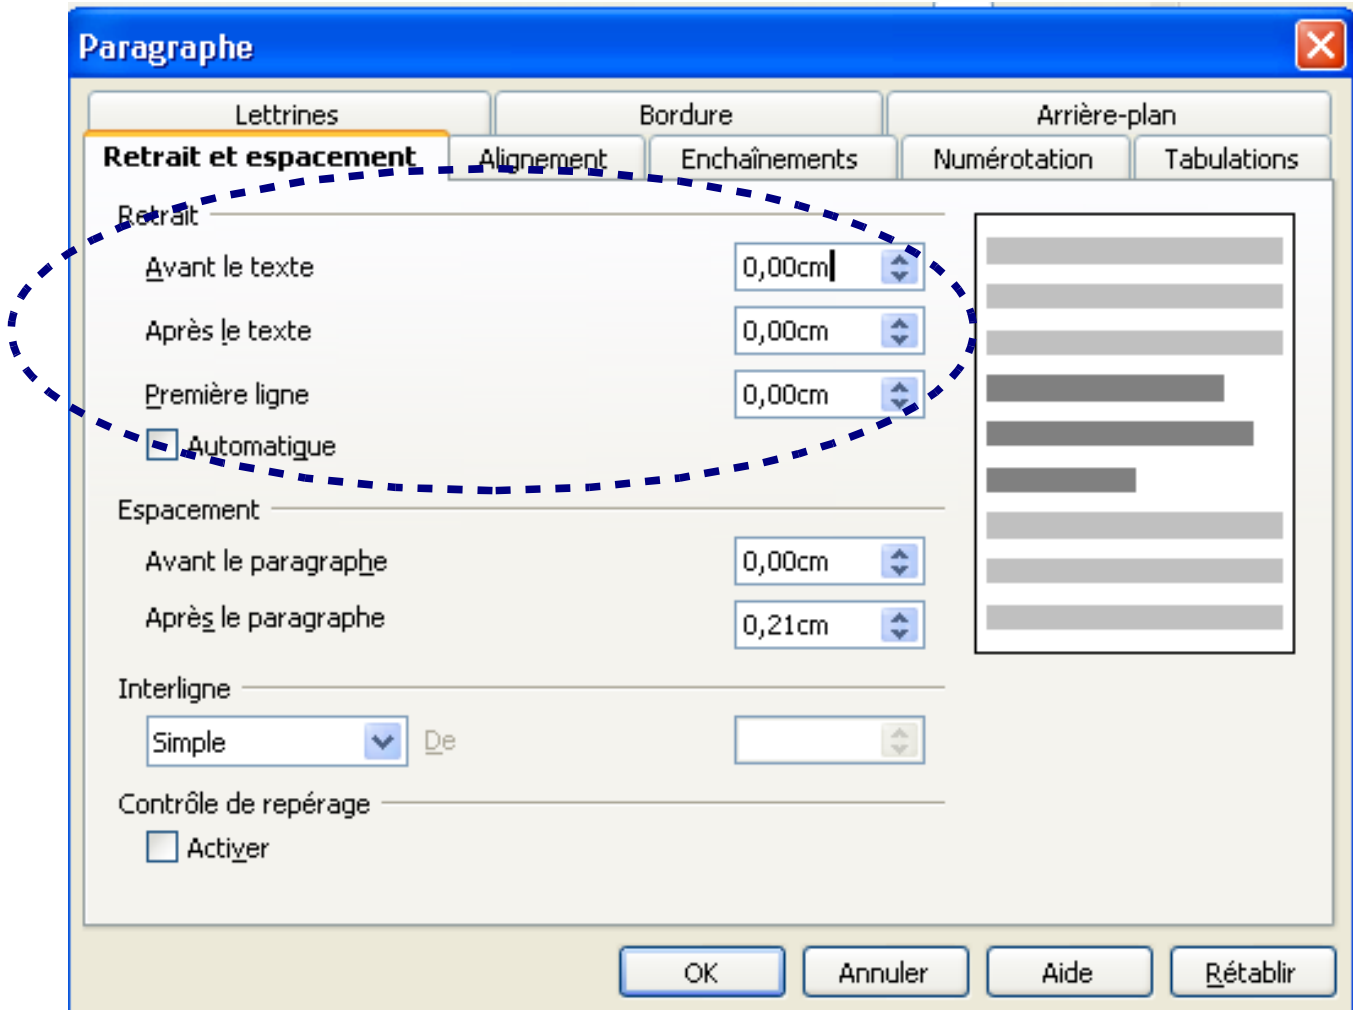 Paragraphe
Lettrines Bordure Arrière-plan
Retrait et espacement Alignement Enchaînements Numérotation Tabulations
Retrait
Avant le texte 0,00cm
Après le texte 0,00cm
Première ligne 0,00cm
Automatique
Espacement
Avant le paragraphe 0,00cm
Après le paragraphe 0,21cm
Interligne
Simple De
Contrôle de repérage
Activer
OK Annuler Aide Rétablir